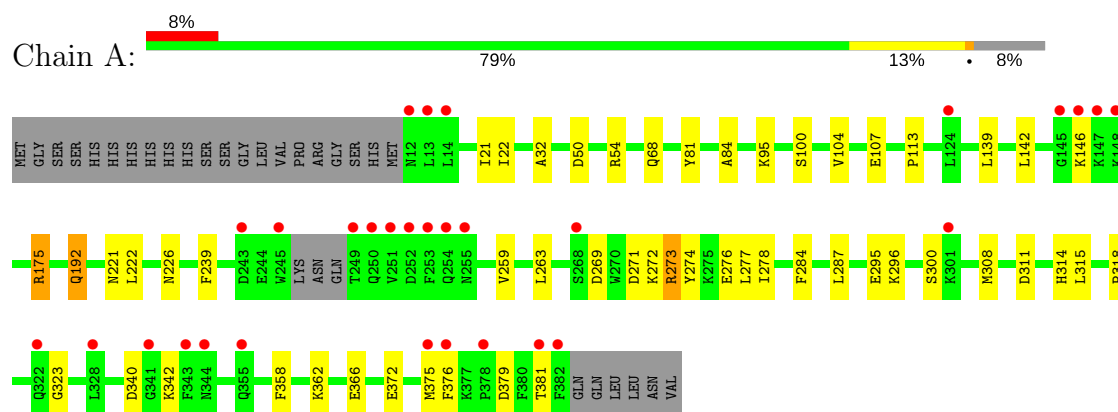 8%
Chain A:
79% 13% • 8%
MET GLY SER SER HIS HIS HIS HIS HIS HIS SER SER GLY LEU VAL PRO ARG GLY SER HIS MET N12 L13 L14 I21 I22 A32 D50 R54 Q68 Y81 A84 K95 S100 V104 E107 P113 L124 L139 L142 G145 K146 K147 K148
R175 Q192 N221 L222 N226 F239 D243 E244 W245 LYS ASN GLN T249 Q250 V251 D252 F253 Q254 N255 V259 L263 S268 D269 W270 D271 K272 R273 Y274 K275 E276 L277 I278 F284 L287 E295 K296 S300 K301 M308 D311 H314 L315
Q322 G323 L328 D340 G341 K342 F343 N344 Q355 F358 K362 E366 E372 M375 F376 K377 P378 D379 F380 T381 F382 GLN GLN LEU LEU ASN VAL